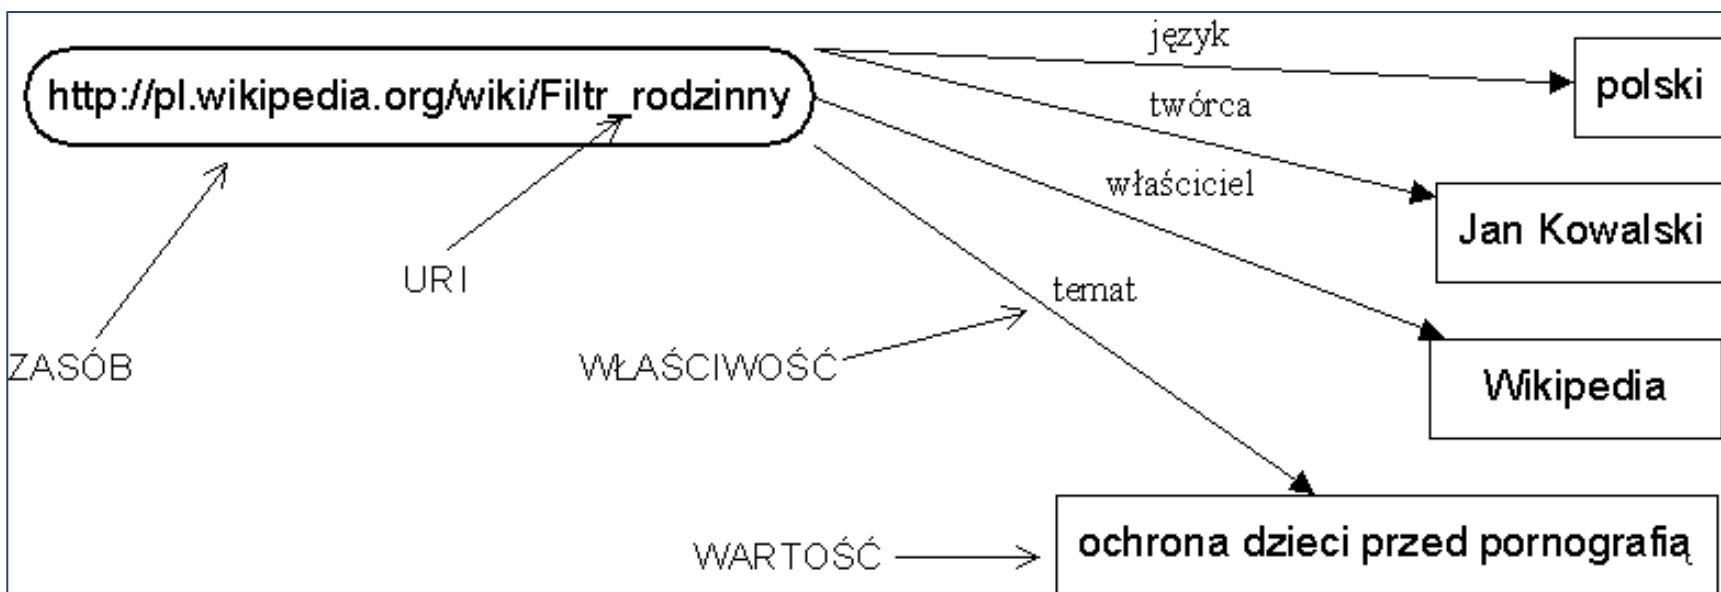 język
http://pl.wikipedia.org/wiki/Filtr_rodzinny
polski
twórca
właściciel
Jan Kowalski
URI
temat
ZASÓB
WŁAŚCIWOŚĆ
Wikipedia
WARTOŚĆ
ochrona dzieci przed pornografią